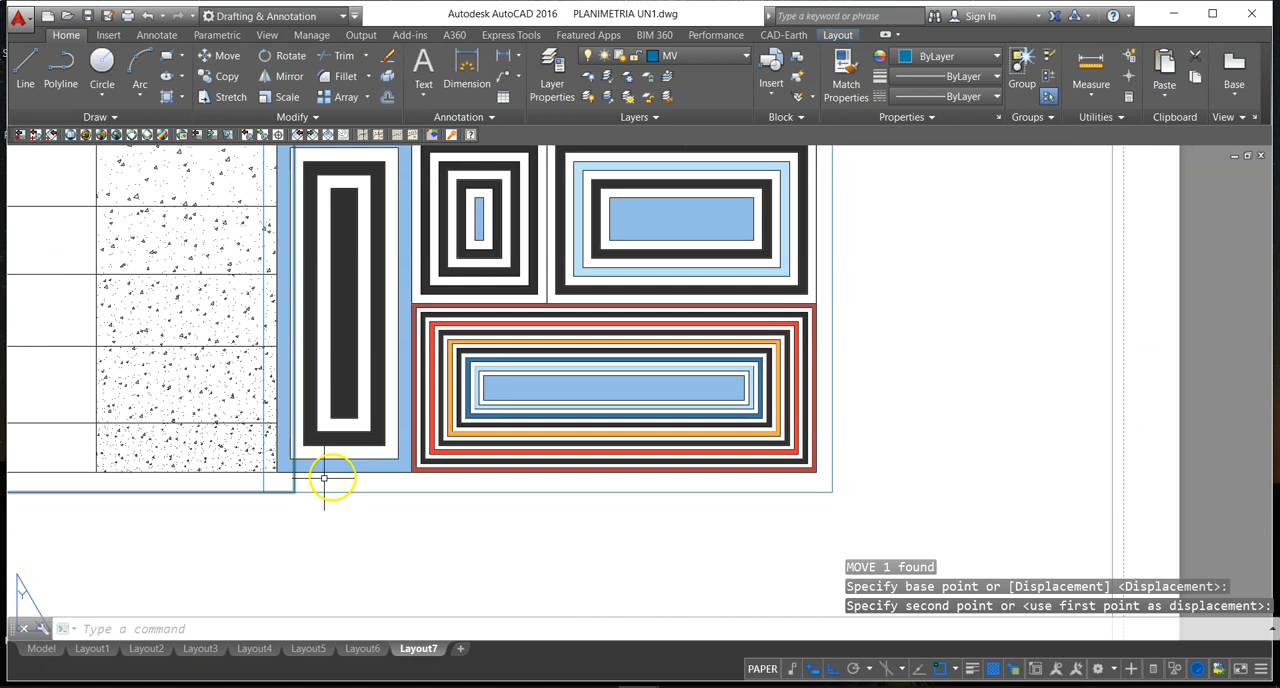 Drafting & Annotation
Autodesk AutoCAD 2016 PLANIMETRIA UN1.dwg
Type a keyword or phrase
Sign In
Home Insert Annotate Parametric View Manage Output Add-ins A360 Express Tools Featured Apps BIM 360 Performance CAD-Earth Layout
Line Polyline Circle Arc
Move Rotate Trim
Copy Mirror Fillet
Stretch Scale Array
Text Dimension
Layer Properties
MV
Insert
Match Properties
ByLayer
ByLayer
ByLayer
Group
Measure
Paste
Base
Draw Modify Annotation Layers Block Properties Groups Utilities Clipboard View
Y
MOVE 1 found
Specify base point or [Displacement] <Displacement>:
Specify second point or <use first point as displacement>:
Type a command
Model Layout1 Layout2 Layout3 Layout4 Layout5 Layout6 Layout7 +
PAPER